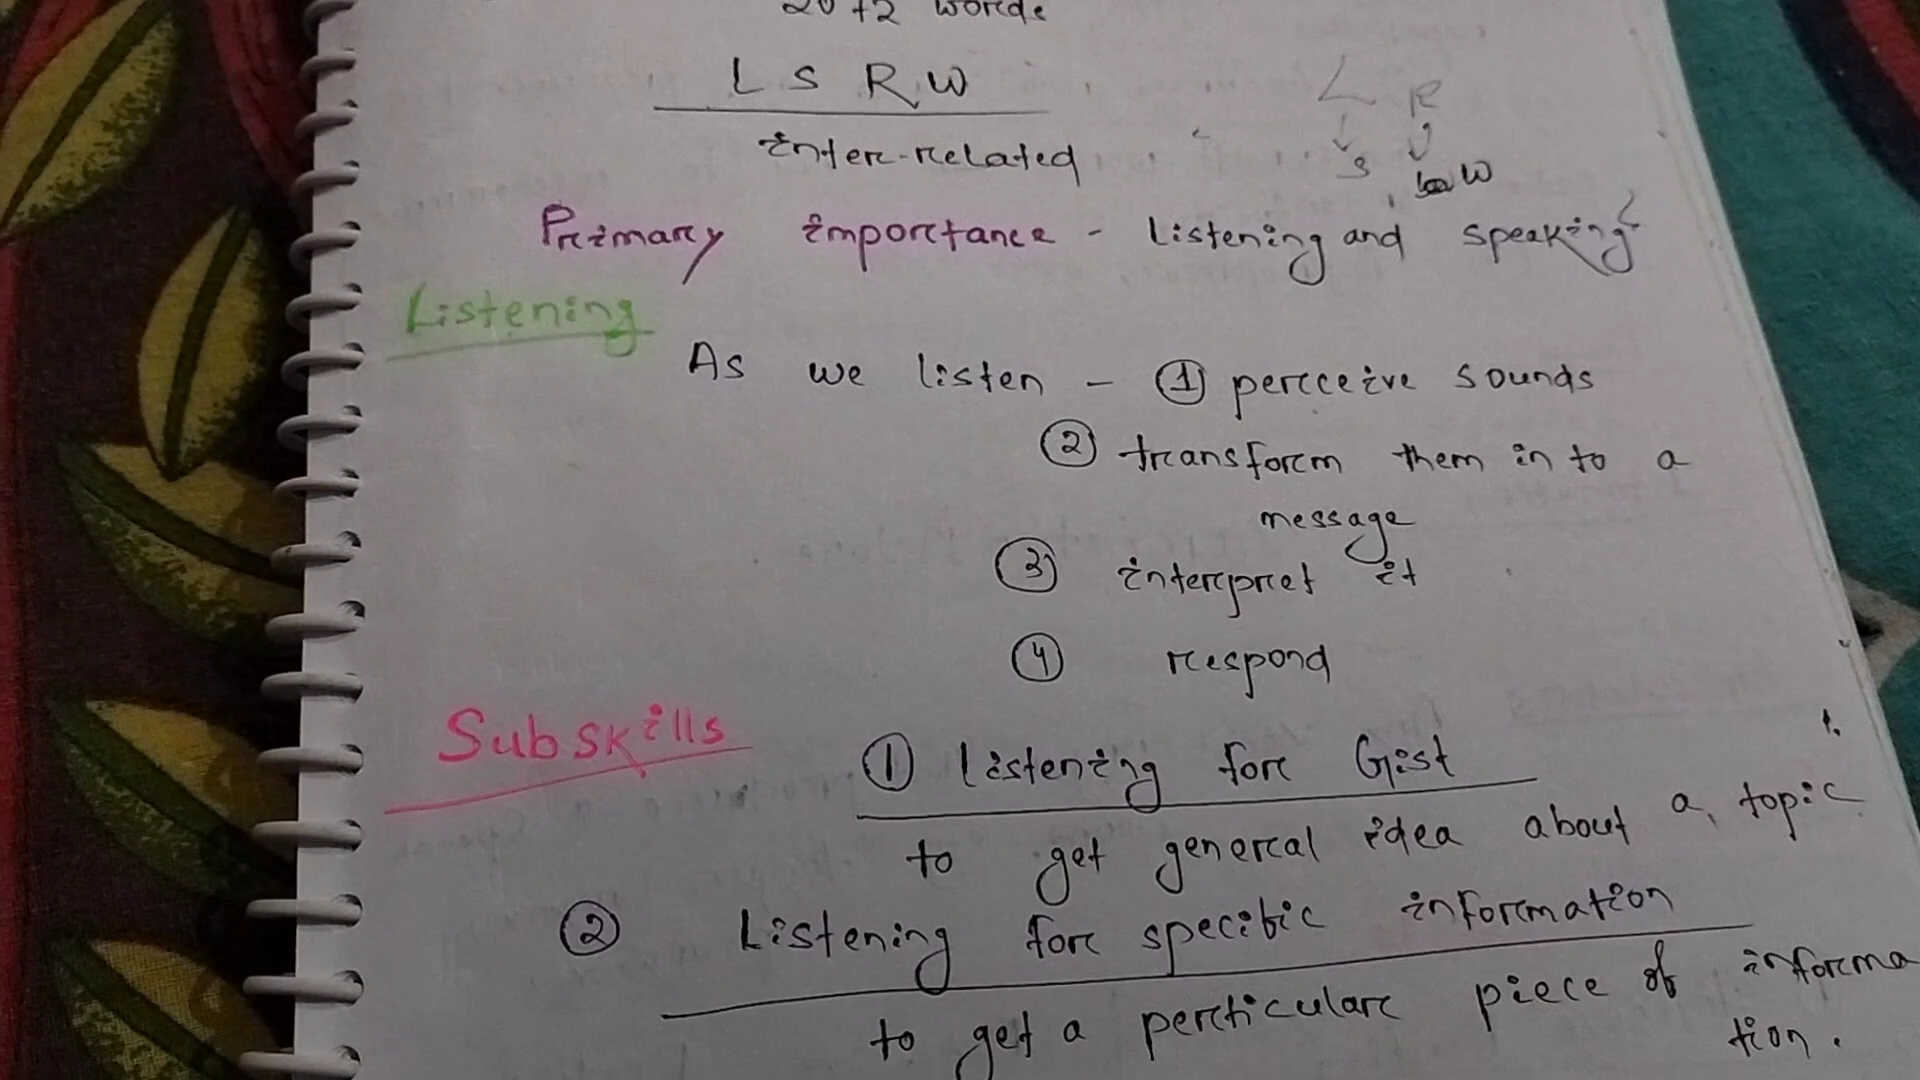 20 +2 words
L S R W
L R
inter-related
S W
Primary importance - Listening and speaking
Listening
As we listen - ① perceive sounds
② transform them in to a
message
③ interpret it
④ respond
Subskills
① Listening for Gist
to get general idea about a topic
② Listening for specific information
to get a perticular piece of informa
tion.